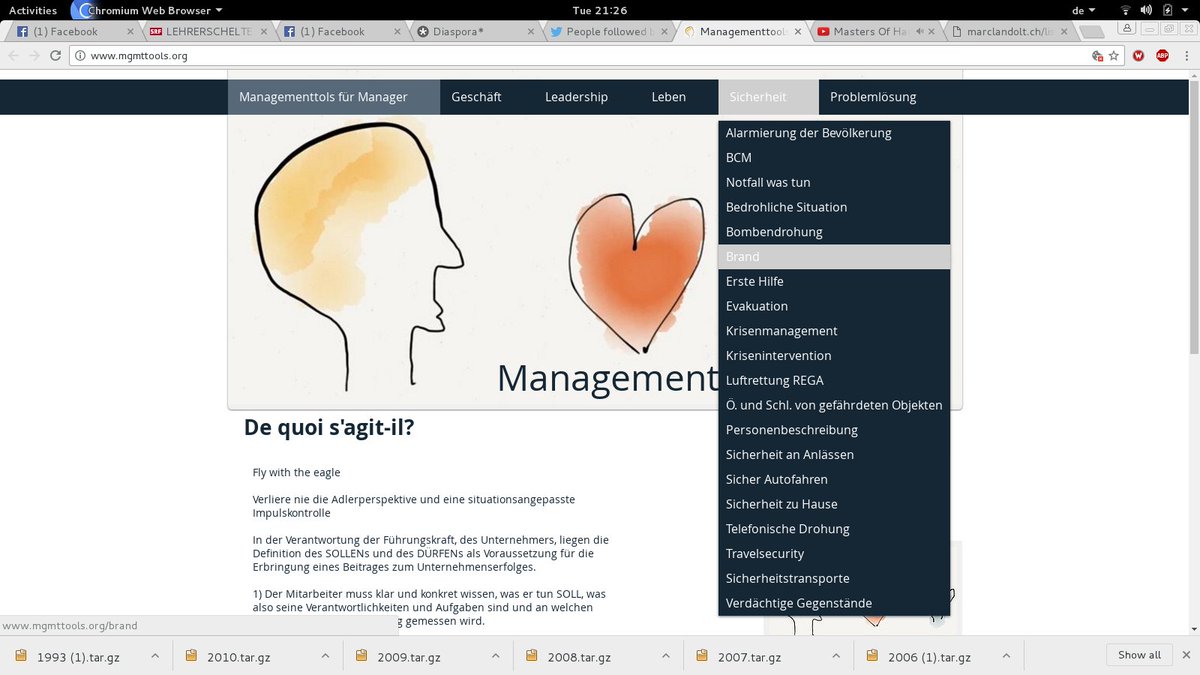 Activities
Chromium Web Browser
Tue 21:26
de
(1) Facebook
SRF
LEHRERSCHELTE
(1) Facebook
Diaspora*
People followed b
Managementtools
Masters Of Ha
marclandolt.ch/li
www.mgmttools.org
W
ABP
Managementtols für Manager
Geschäft
Leadership
Leben
Sicherheit
Problemlösung
Alarmierung der Bevölkerung
BCM
Notfall was tun
Bedrohliche Situation
Bombendrohung
Brand
Erste Hilfe
Evakuation
Krisenmanagement
Krisenintervention
Luftrettung REGA
Ö. und Schl. von gefährdeten Objekten
Personenbeschreibung
Sicherheit an Anlässen
Sicher Autofahren
Sicherheit zu Hause
Telefonische Drohung
Travelsecurity
Sicherheitstransporte
Verdächtige Gegenstände
Management
De quoi s'agit-il?
Fly with the eagle
Verliere nie die Adlerperspektive und eine situationsangepasste
Impulskontrolle
In der Verantwortung der Führungskraft, des Unternehmers, liegen die
Definition des SOLLENs und des DÜRFENs als Voraussetzung für die
Erbringung eines Beitrages zum Unternehmenserfolges.
1) Der Mitarbeiter muss klar und konkret wissen, was er tun SOLL, was
also seine Verantwortlichkeiten und Aufgaben sind und an welchen
g gemessen wird.
www.mgmttools.org/brand
1993 (1).tar.gz
2010.tar.gz
2009.tar.gz
2008.tar.gz
2007.tar.gz
2006 (1).tar.gz
Show all